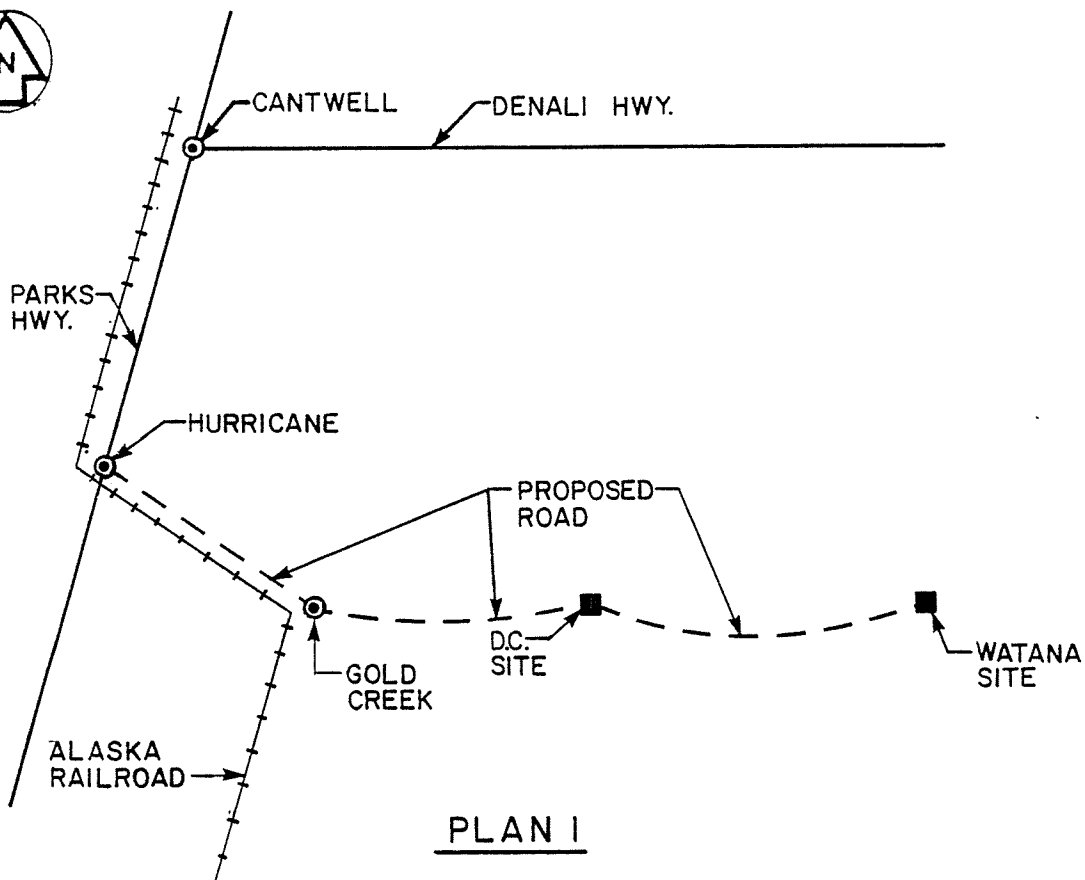 N
CANTWELL
DENALI HWY.
PARKS
HWY.
HURRICANE
PROPOSED
ROAD
D.C.
SITE
GOLD
CREEK
WATANA
SITE
ALASKA
RAILROAD
PLAN I